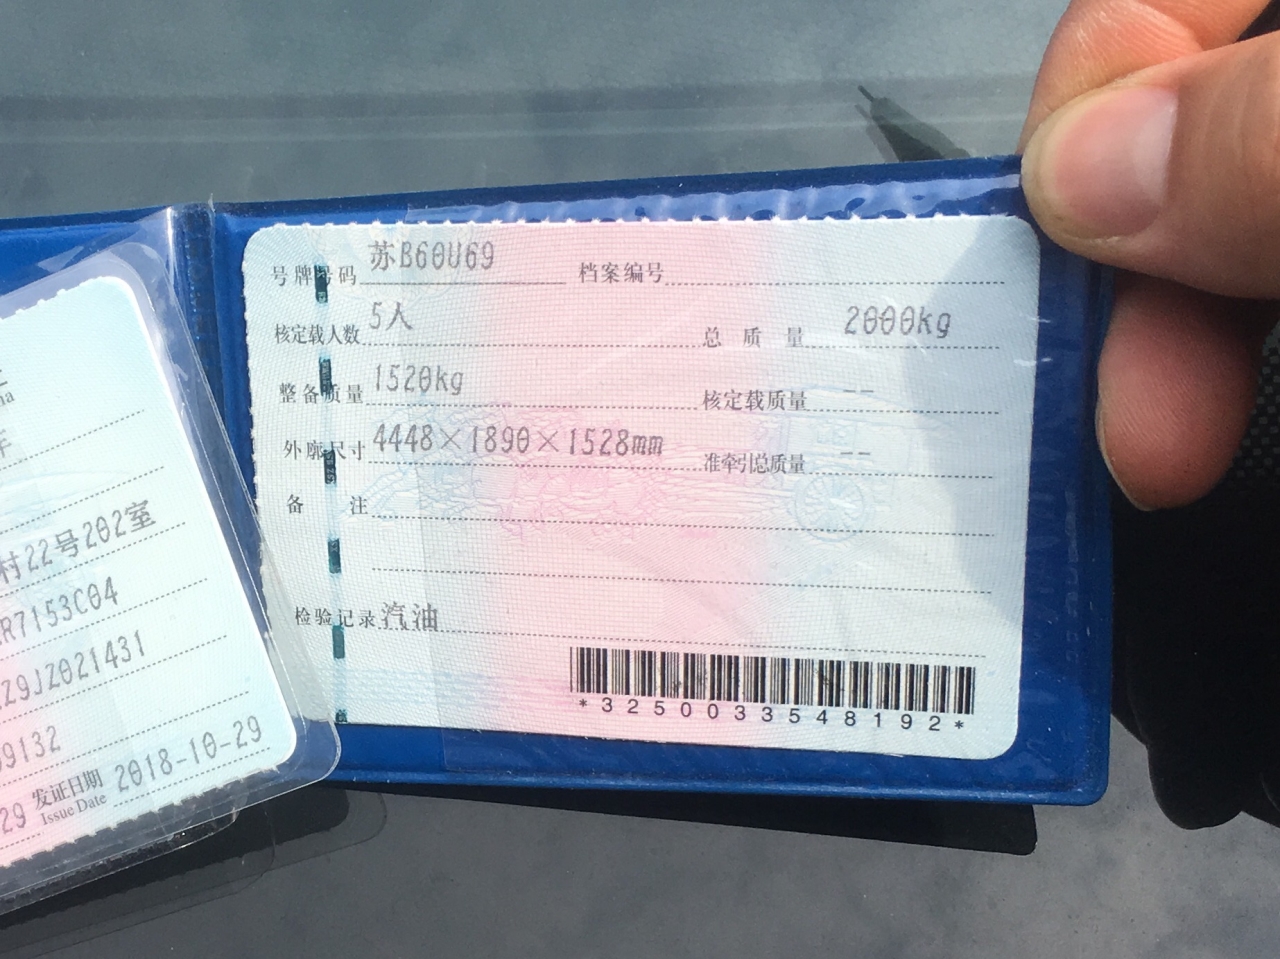 号牌号码 苏B60U69 档案编号
核定载人数 5人 总质量 2000kg
整备质量 1520kg 核定载质量 --
外廓尺寸 4448×1890×1528mm 准牵引总质量 --
备注
检验记录 汽油
*3250033548192*
na
村22号202室
R7153C04
Z9JZ021431
9132
29 发证日期 2018-10-29
Issue Date